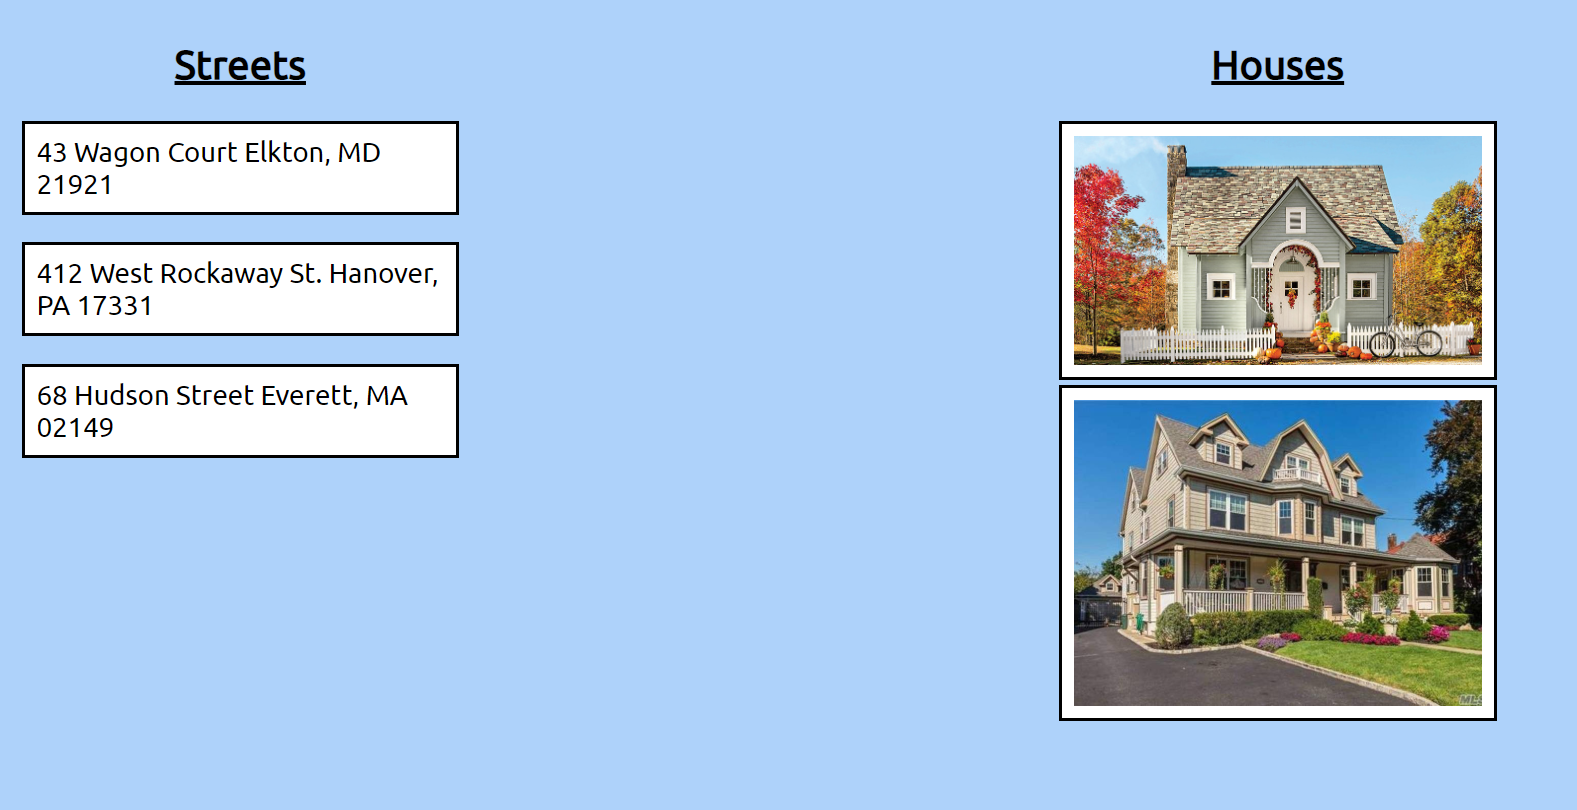 Streets
43 Wagon Court Elkton, MD
21921
412 West Rockaway St. Hanover,
PA 17331
68 Hudson Street Everett, MA
02149
Houses